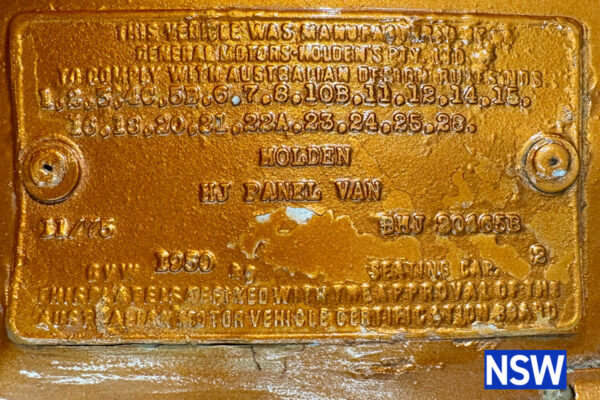 THIS VEHICLE WAS MANUFACTURED BY
GENERAL MOTORS-HOLDEN'S PTY. LTD.
TO COMPLY WITH AUSTRALIAN DESIGN RULES NOS.
1,2,3,4C,5B,6,7,8,10B,11,12,14,15,
16,18,20,21,22A,23,24,25,26.
HOLDEN
HJ PANEL VAN
11/75
BHJ 20165B
GVW 1950 Kg
SEATING CAP. 2
THIS LABEL IS AFFIXED WITH THE APPROVAL OF THE
AUSTRALIAN MOTOR VEHICLE CERTIFICATION BOARD
NSW